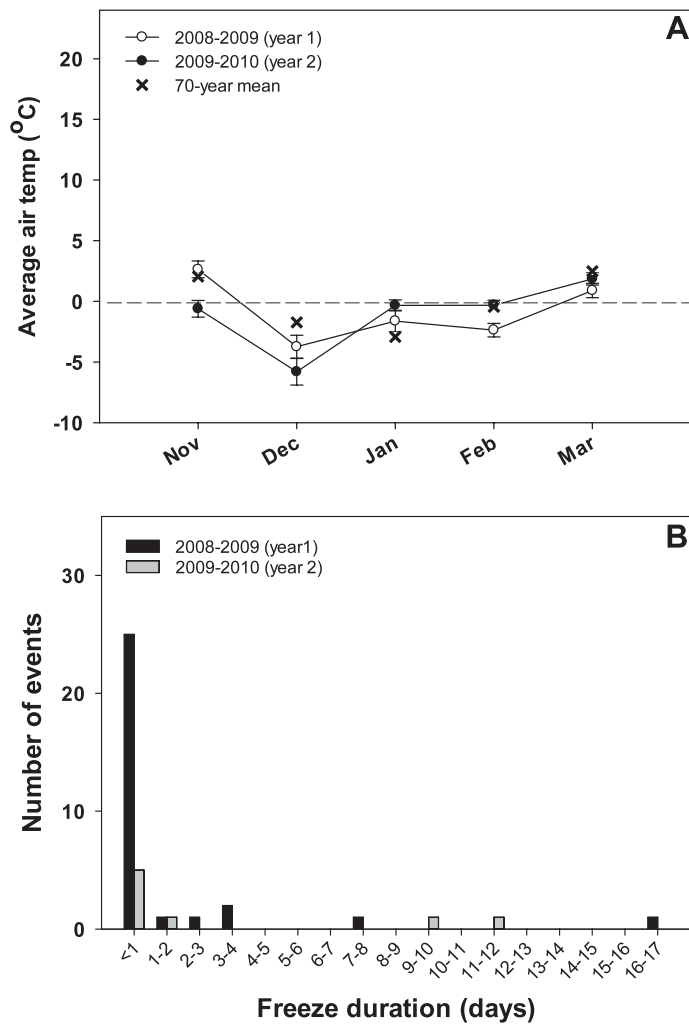 A
2008-2009 (year 1)
2009-2010 (year 2)
70-year mean
Average air temp (°C)
20
15
10
5
0
-5
-10
Nov
Dec
Jan
Feb
Mar
B
2008-2009 (year1)
2009-2010 (year 2)
Number of events
30
20
10
0
<1
1-2
2-3
3-4
4-5
5-6
6-7
7-8
8-9
9-10
10-11
11-12
12-13
13-14
14-15
15-16
16-17
Freeze duration (days)